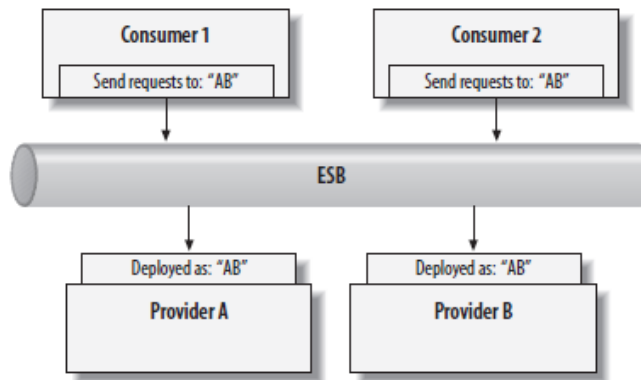 Consumer 1
Consumer 2
Send requests to: “AB”
Send requests to: “AB”
ESB
Deployed as: “AB”
Deployed as: “AB”
Provider A
Provider B